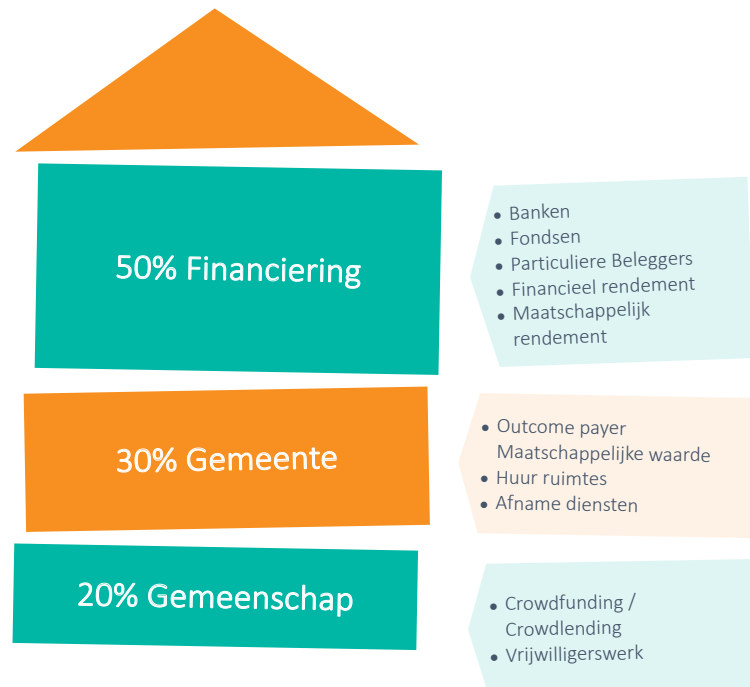 50% Financiering
• Banken
• Fondsen
• Particuliere Beleggers
• Financieel rendement
• Maatschappelijk
rendement
30% Gemeente
• Outcome payer
Maatschappelijke waarde
• Huur ruimtes
• Afname diensten
20% Gemeenschap
• Crowdfunding /
Crowdlending
• Vrijwilligerswerk